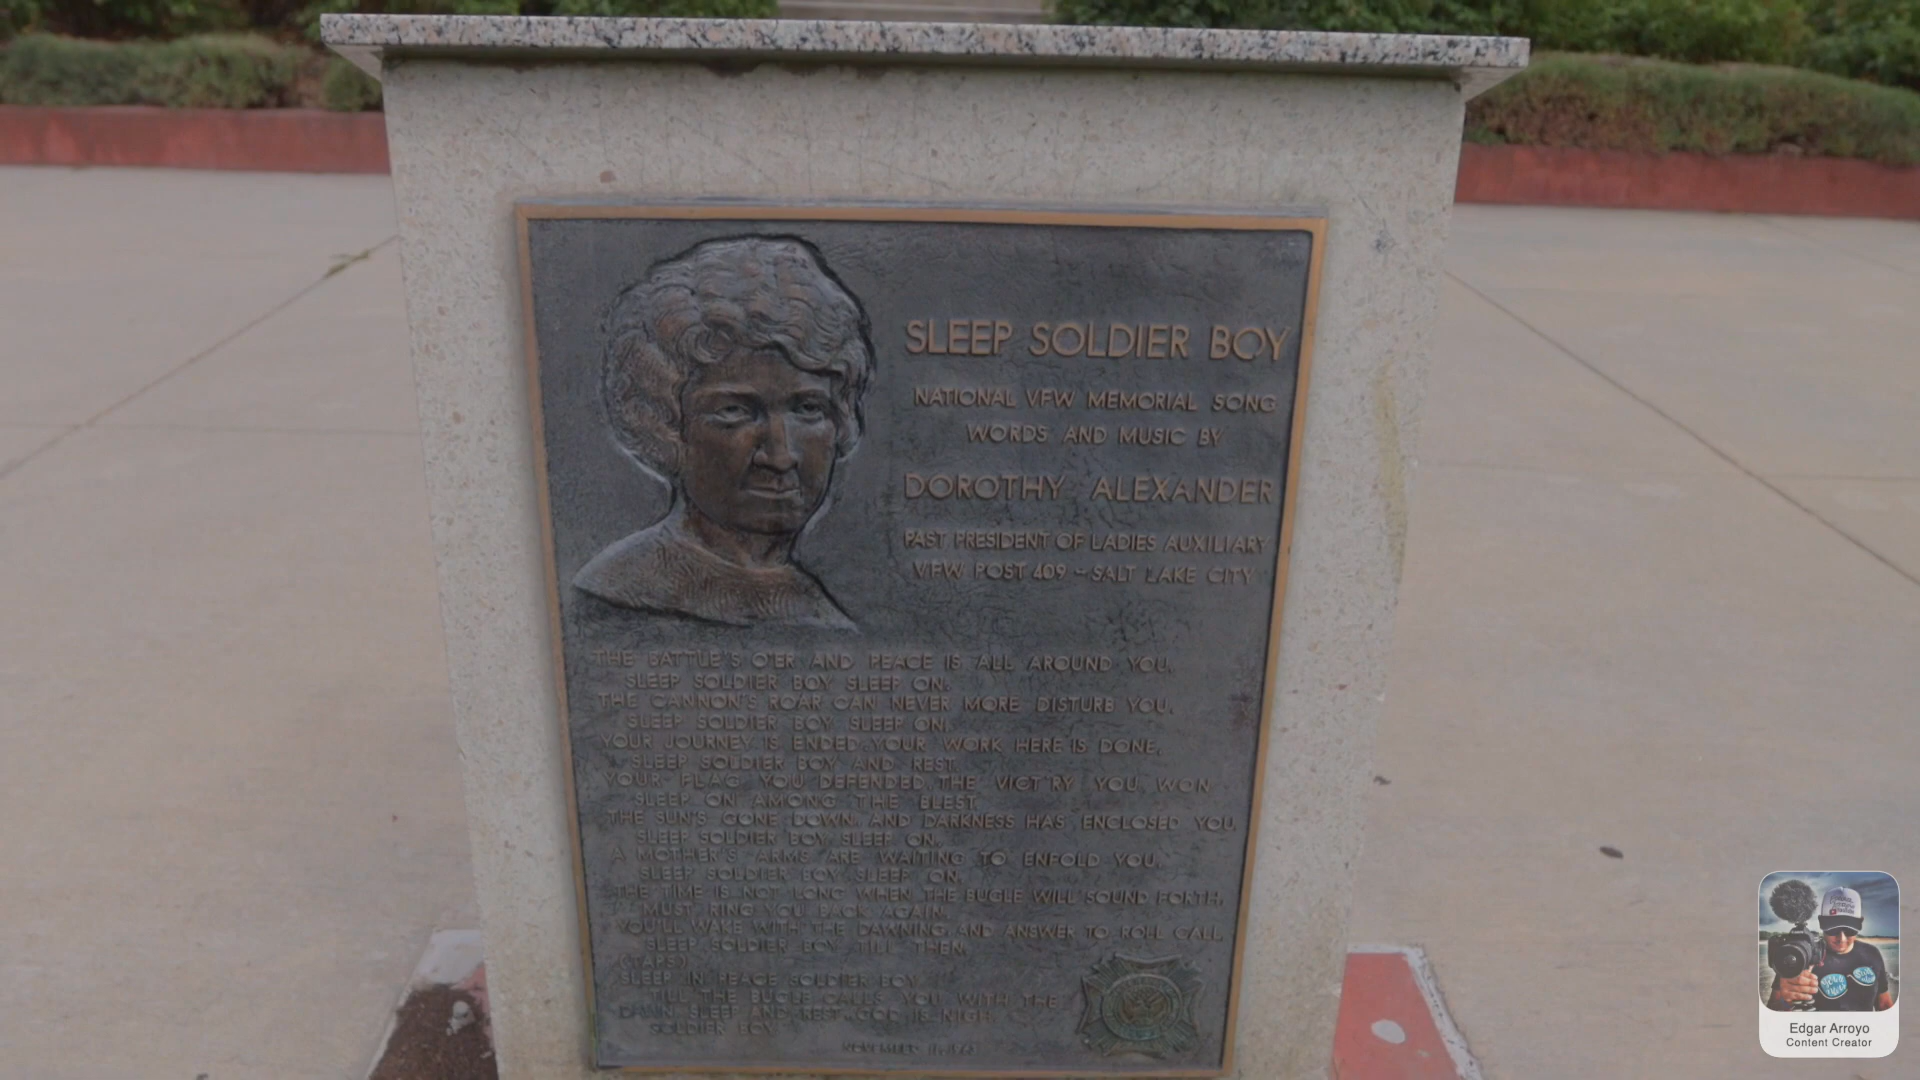 SLEEP SOLDIER BOY
NATIONAL VFW MEMORIAL SONG
WORDS AND MUSIC BY
DOROTHY ALEXANDER
PAST PRESIDENT OF LADIES AUXILIARY
VFW POST 409 - SALT LAKE CITY
THE BATTLE'S O'ER AND PEACE IS ALL AROUND YOU,
SLEEP SOLDIER BOY SLEEP ON.
THE CANNON'S ROAR CAN NEVER MORE DISTURB YOU,
SLEEP SOLDIER BOY SLEEP ON.
YOUR JOURNEY IS ENDED, YOUR WORK HERE IS DONE,
SLEEP SOLDIER BOY AND REST.
YOUR FLAG YOU DEFENDED, THE VICT'RY YOU WON
SLEEP ON AMONG THE BLEST.
THE SUN'S GONE DOWN, AND DARKNESS HAS ENCLOSED YOU,
SLEEP SOLDIER BOY SLEEP ON.
A MOTHER'S ARMS ARE WAITING TO ENFOLD YOU,
SLEEP SOLDIER BOY SLEEP ON.
THE TIME IS NOT LONG WHEN THE BUGLE WILL SOUND FORTH,
MUST RING YOU BACK AGAIN,
YOU'LL WAKE WITH THE DAWNING AND ANSWER TO ROLL CALL,
SLEEP SOLDIER BOY TILL THEN.
(TAPS)
SLEEP IN PEACE SOLDIER BOY
TILL THE BUGLE CALLS YOU WITH THE
DAWN, SLEEP AND REST, GOD IS NIGH,
SOLDIER BOY.
NOVEMBER
Edgar Arroyo
Content Creator